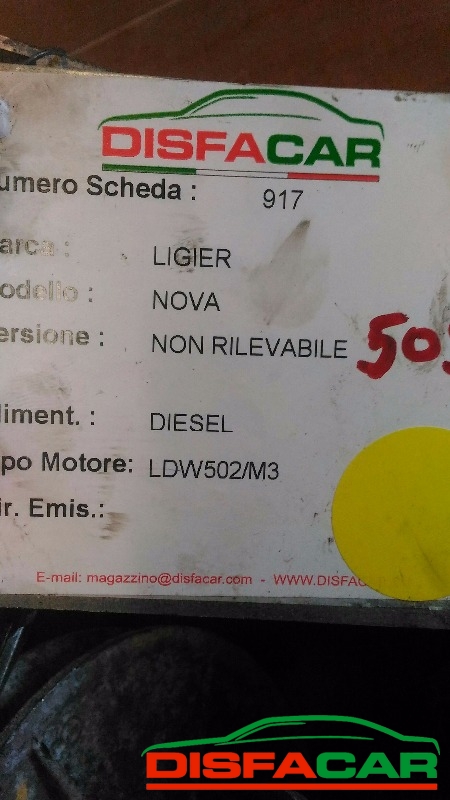 DISFACAR
umero Scheda : 917
arca : LIGIER
odello : NOVA
ersione : NON RILEVABILE
liment. : DIESEL
po Motore: LDW502/M3
ir. Emis.:
E-mail: magazzino@disfacar.com - WWW.DISFA
DISFACAR